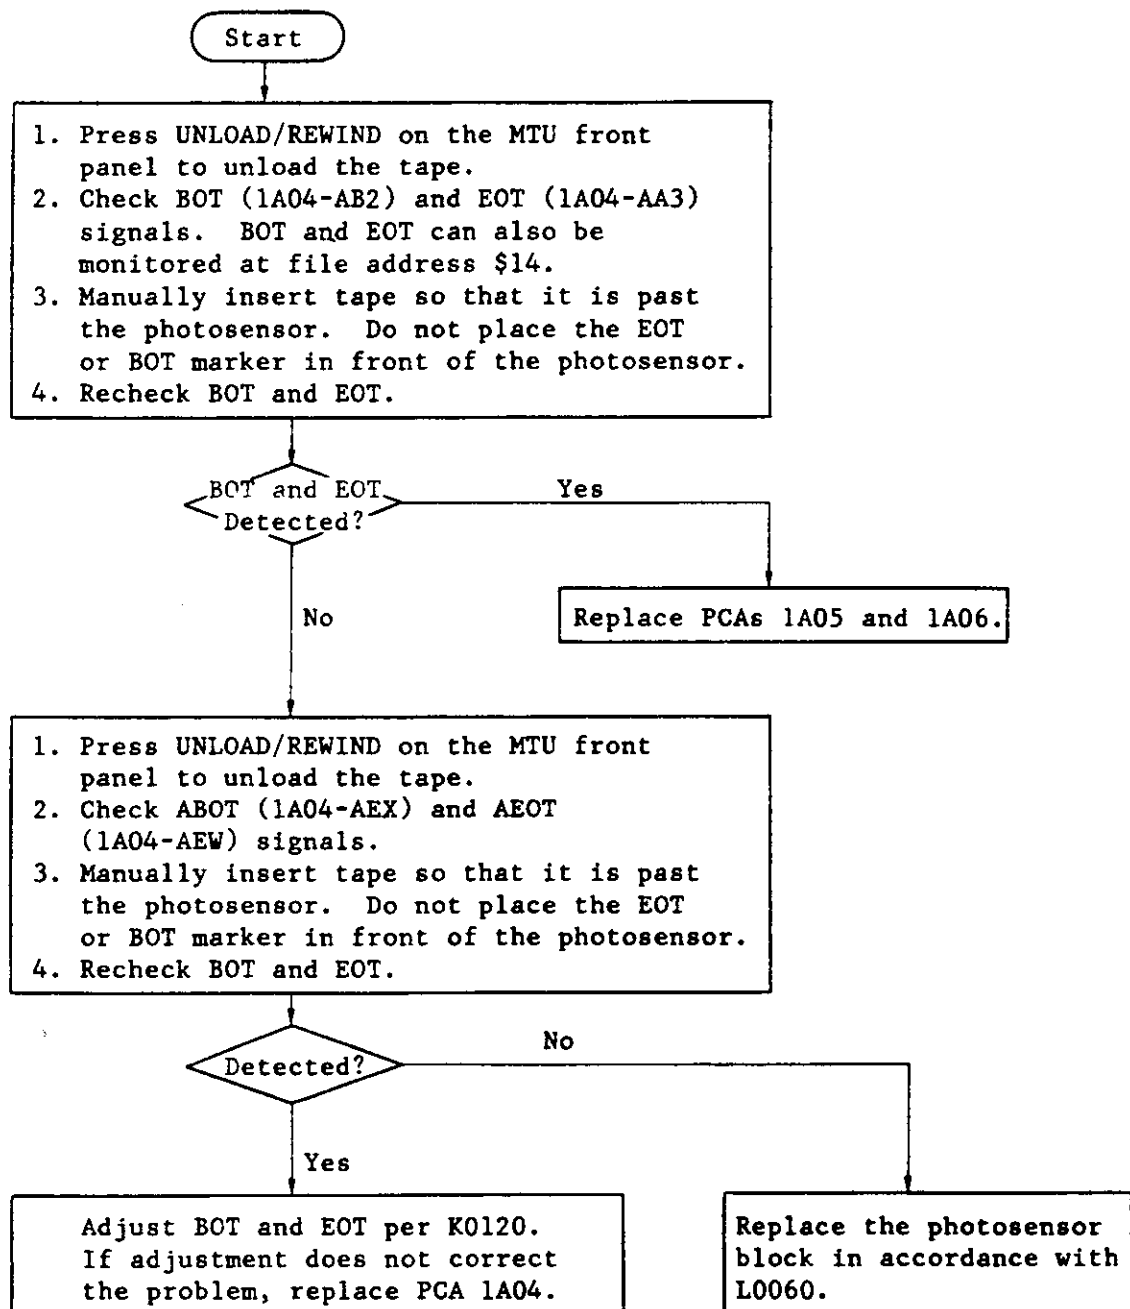 Start
1. Press UNLOAD/REWIND on the MTU front
panel to unload the tape.
2. Check BOT (1A04-AB2) and EOT (1A04-AA3)
signals. BOT and EOT can also be
monitored at file address $14.
3. Manually insert tape so that it is past
the photosensor. Do not place the EOT
or BOT marker in front of the photosensor.
4. Recheck BOT and EOT.
BOT and EOT
Detected?
Yes
No
Replace PCAs 1A05 and 1A06.
1. Press UNLOAD/REWIND on the MTU front
panel to unload the tape.
2. Check ABOT (1A04-AEX) and AEOT
(1A04-AEW) signals.
3. Manually insert tape so that it is past
the photosensor. Do not place the EOT
or BOT marker in front of the photosensor.
4. Recheck BOT and EOT.
Detected?
No
Yes
Adjust BOT and EOT per K0120.
If adjustment does not correct
the problem, replace PCA 1A04.
Replace the photosensor
block in accordance with
L0060.